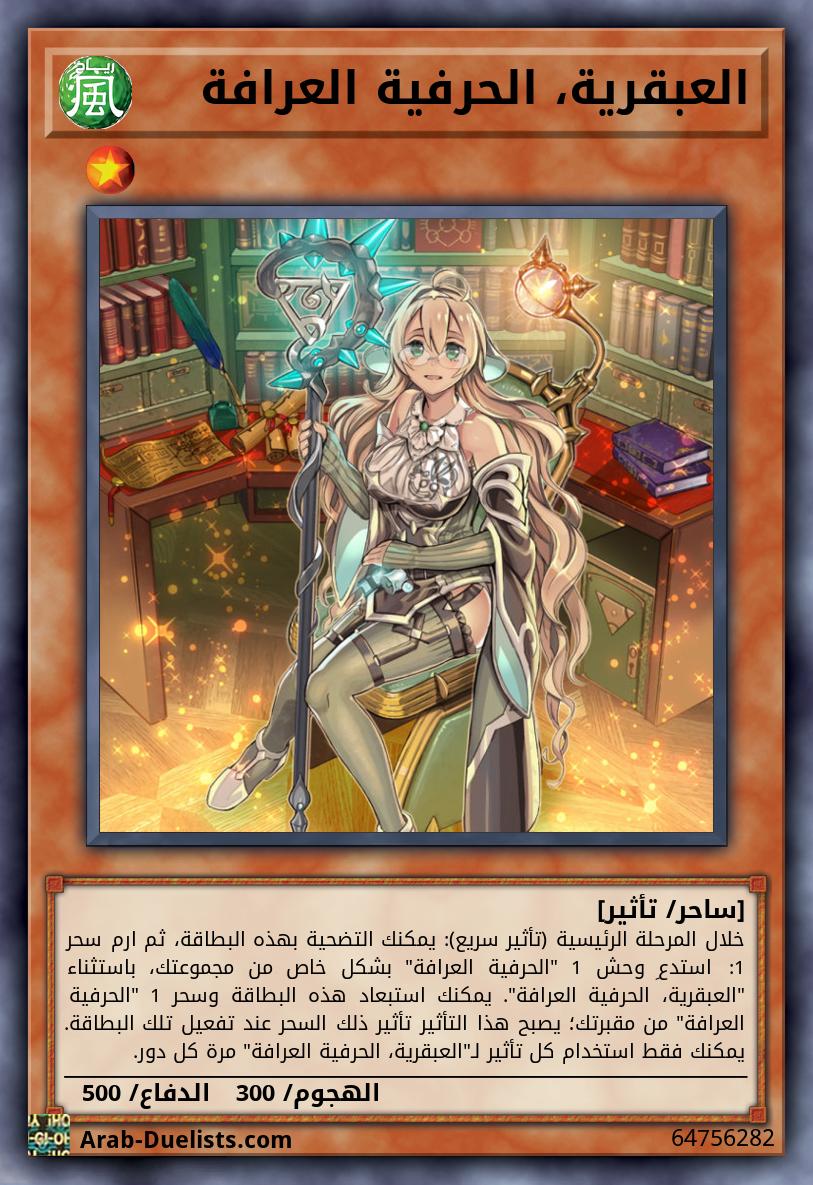 العبقرية، الحرفية العرافة
رياح
風
[ساحر/ تأثير]
خلال المرحلة الرئيسية (تأثير سريع): يمكنك التضحية بهذه البطاقة، ثم ارم سحر
1: استدعِ وحش 1 "الحرفية العرافة" بشكل خاص من مجموعتك، باستثناء
"العبقرية، الحرفية العرافة". يمكنك استبعاد هذه البطاقة وسحر 1 "الحرفية
العرافة" من مقبرتك؛ يصبح هذا التأثير تأثير ذلك السحر عند تفعيل تلك البطاقة.
يمكنك فقط استخدام كل تأثير لـ"العبقرية، الحرفية العرافة" مرة كل دور.
الهجوم/ 300 الدفاع/ 500
Arab-Duelists.com
64756282